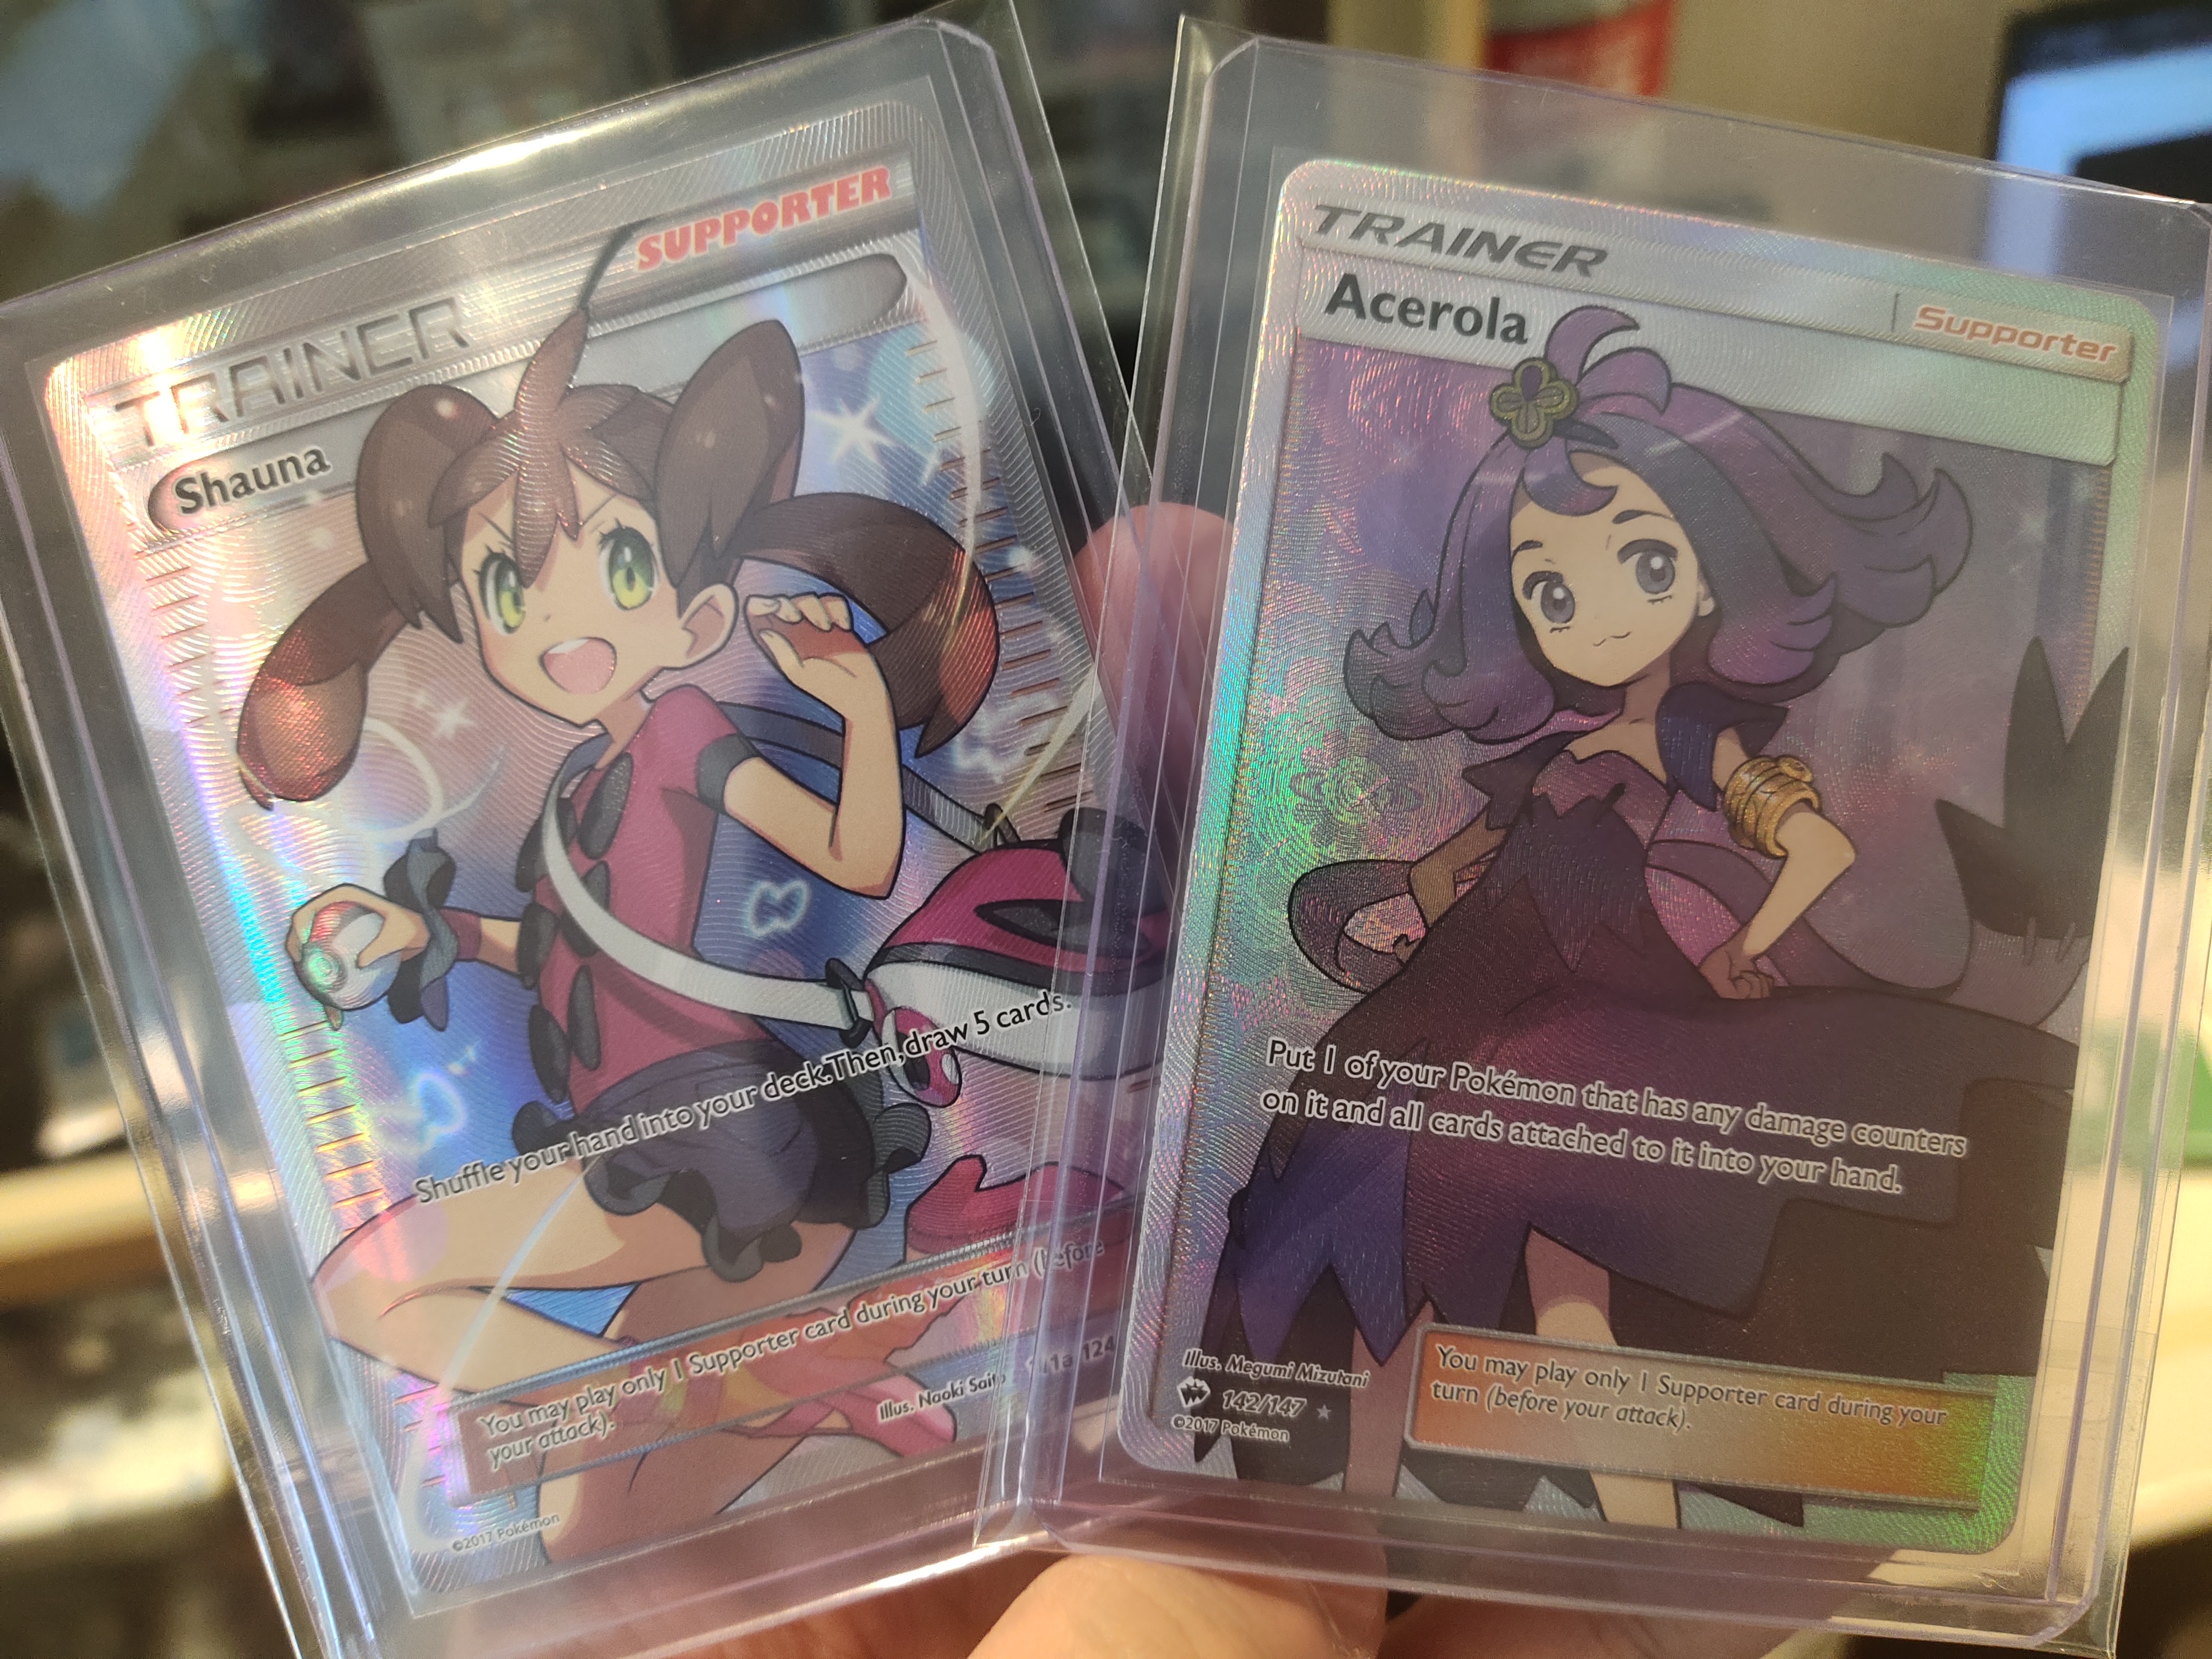 TRAINER
SUPPORTER
Shauna
Shuffle your hand into your deck. Then, draw 5 cards.
You may play only 1 Supporter card during your turn (before
your attack).
Illus. Naoki Saito
©2017 Pokémon
TRAINER
Acerola
Supporter
Put 1 of your Pokémon that has any damage counters
on it and all cards attached to it into your hand.
Illus. Megumi Mizutani
142/147
©2017 Pokémon
You may play only 1 Supporter card during your
turn (before your attack).